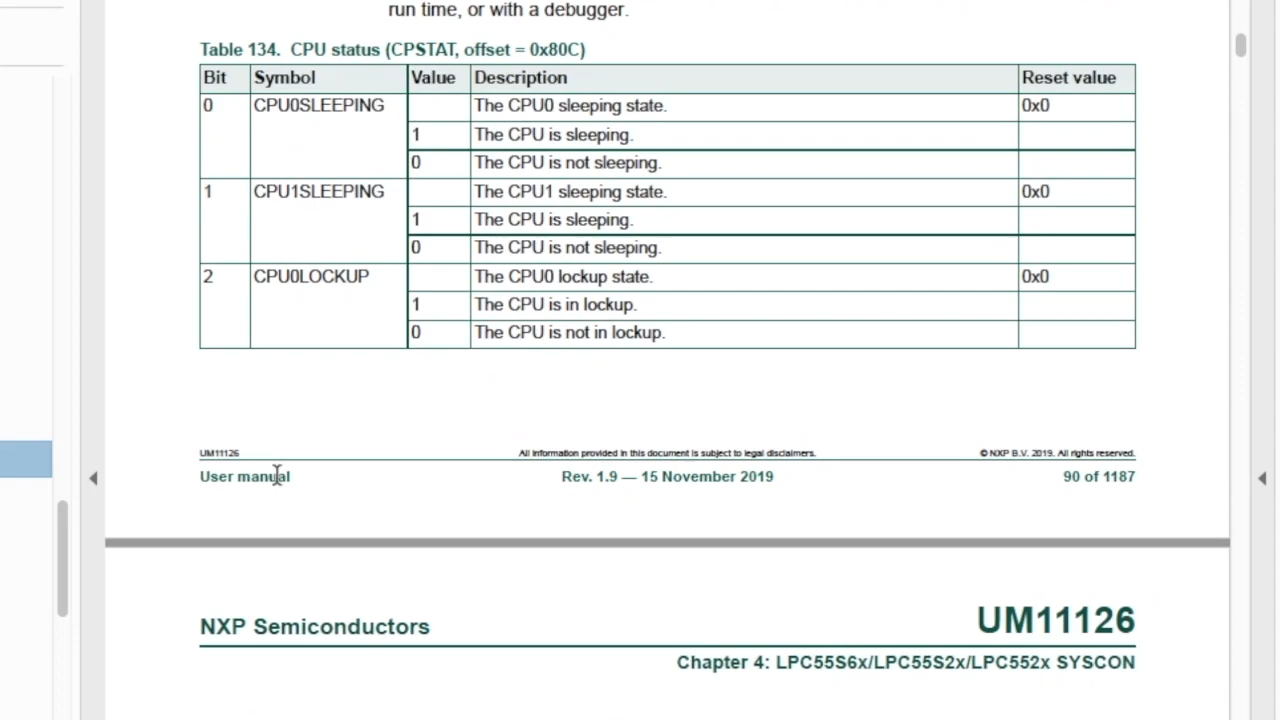 run time, or with a debugger.
Table 134. CPU status (CPSTAT, offset = 0x80C)
Bit Symbol Value Description Reset value
0 CPU0SLEEPING The CPU0 sleeping state. 0x0
1 The CPU is sleeping.
0 The CPU is not sleeping.
1 CPU1SLEEPING The CPU1 sleeping state. 0x0
1 The CPU is sleeping.
0 The CPU is not sleeping.
2 CPU0LOCKUP The CPU0 lockup state. 0x0
1 The CPU is in lockup.
0 The CPU is not in lockup.
UM11126 All information provided in this document is subject to legal disclaimers. © NXP B.V. 2019. All rights reserved.
User manual Rev. 1.9 — 15 November 2019 90 of 1187
NXP Semiconductors UM11126
Chapter 4: LPC55S6x/LPC55S2x/LPC552x SYSCON